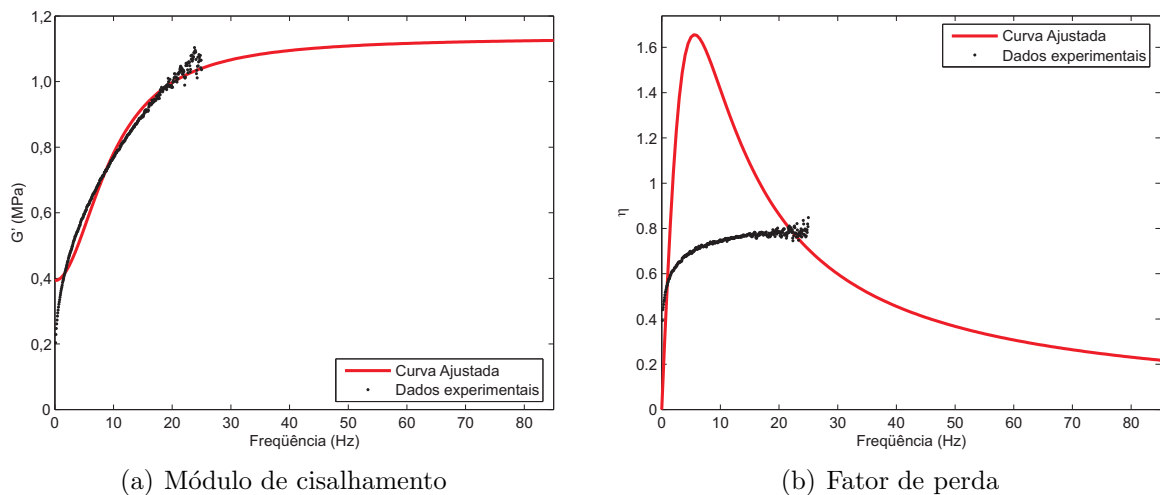 1,2
1,0
0,8
0,6
0,4
0,2
0
G' (MPa)
0 10 20 30 40 50 60 70 80
Freqüência (Hz)
Curva Ajustada
Dados experimentais
(a) Módulo de cisalhamento
1.6
1.4
1.2
1
0.8
0.6
0.4
0.2
0
η
0 10 20 30 40 50 60 70 80
Freqüência (Hz)
Curva Ajustada
Dados experimentais
(b) Fator de perda